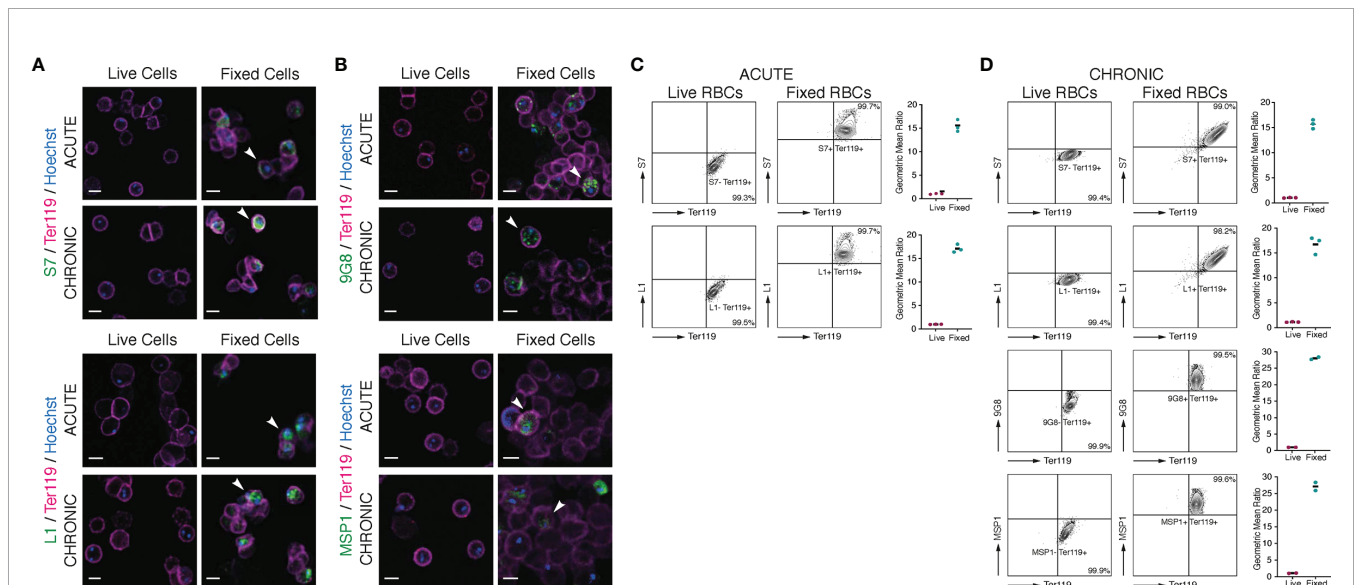 A
Live Cells Fixed Cells
S7 / Ter119 / Hoechst
ACUTE
CHRONIC
Live Cells Fixed Cells
L1 / Ter119 / Hoechst
ACUTE
CHRONIC
B
Live Cells Fixed Cells
9G8 / Ter119 / Hoechst
ACUTE
CHRONIC
Live Cells Fixed Cells
MSP1 / Ter119 / Hoechst
ACUTE
CHRONIC
C
ACUTE
Live RBCs Fixed RBCs
S7
S7- Ter119+
99.3%
Ter119
S7
99.7%
S7+ Ter119+
Ter119
Geometric Mean Ratio
20
15
10
5
0
Live Fixed
L1
L1- Ter119+
99.5%
Ter119
L1
99.7%
L1+ Ter119+
Ter119
Geometric Mean Ratio
20
15
10
5
0
Live Fixed
D
CHRONIC
Live RBCs Fixed RBCs
S7
S7- Ter119+
99.4%
Ter119
S7
99.0%
S7+ Ter119+
Ter119
Geometric Mean Ratio
20
15
10
5
0
Live Fixed
L1
L1- Ter119+
99.4%
Ter119
L1
98.2%
L1+ Ter119+
Ter119
Geometric Mean Ratio
20
15
10
5
0
Live Fixed
9G8
9G8- Ter119+
99.9%
Ter119
9G8
99.5%
9G8+ Ter119+
Ter119
Geometric Mean Ratio
30
20
15
10
5
0
Live Fixed
MSP1
MSP1- Ter119+
99.9%
Ter119
MSP1
99.6%
MSP1+ Ter119+
Ter119
Geometric Mean Ratio
30
25
20
15
10
5
0
Live Fixed